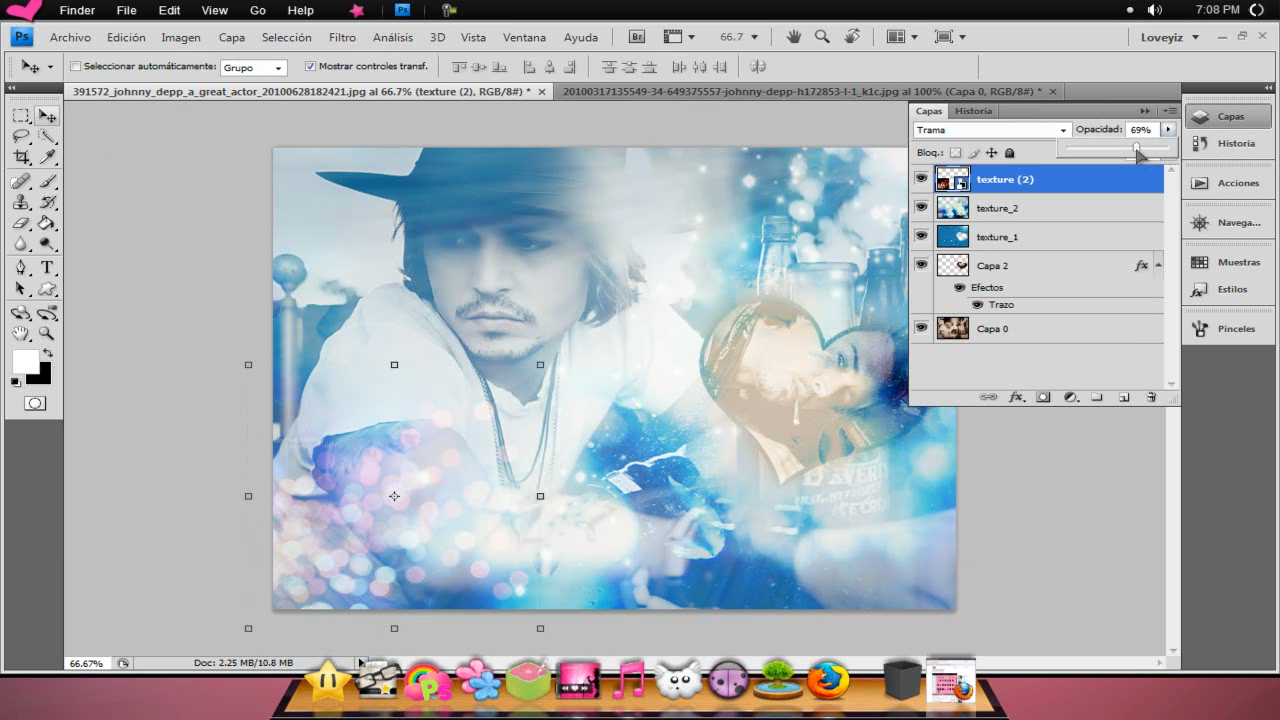 Finder File Edit View Go Help Ps 7:08 PM
Ps Archivo Edición Imagen Capa Selección Filtro Análisis 3D Vista Ventana Ayuda Br 66.7 Loveyiz
Seleccionar automáticamente: Grupo Mostrar controles transf.
391572_johnny_depp_a_great_actor_20100628182421.jpg al 66.7% (texture (2), RGB/8#) *
20100317135549-34-649375557-johnny-depp-h172853-l-1_k1c.jpg al 100% (Capa 0, RGB/8#) *
Capas Historia
Trama Opacidad: 69%
Bloq.:
texture (2)
texture_2
texture_1
Capa 2 fx
Efectos
Trazo
Capa 0
fx
Capas
Historia
Acciones
Navega...
Muestras
Estilos
Pinceles
T
66.67% Doc: 2.25 MB/10.8 MB